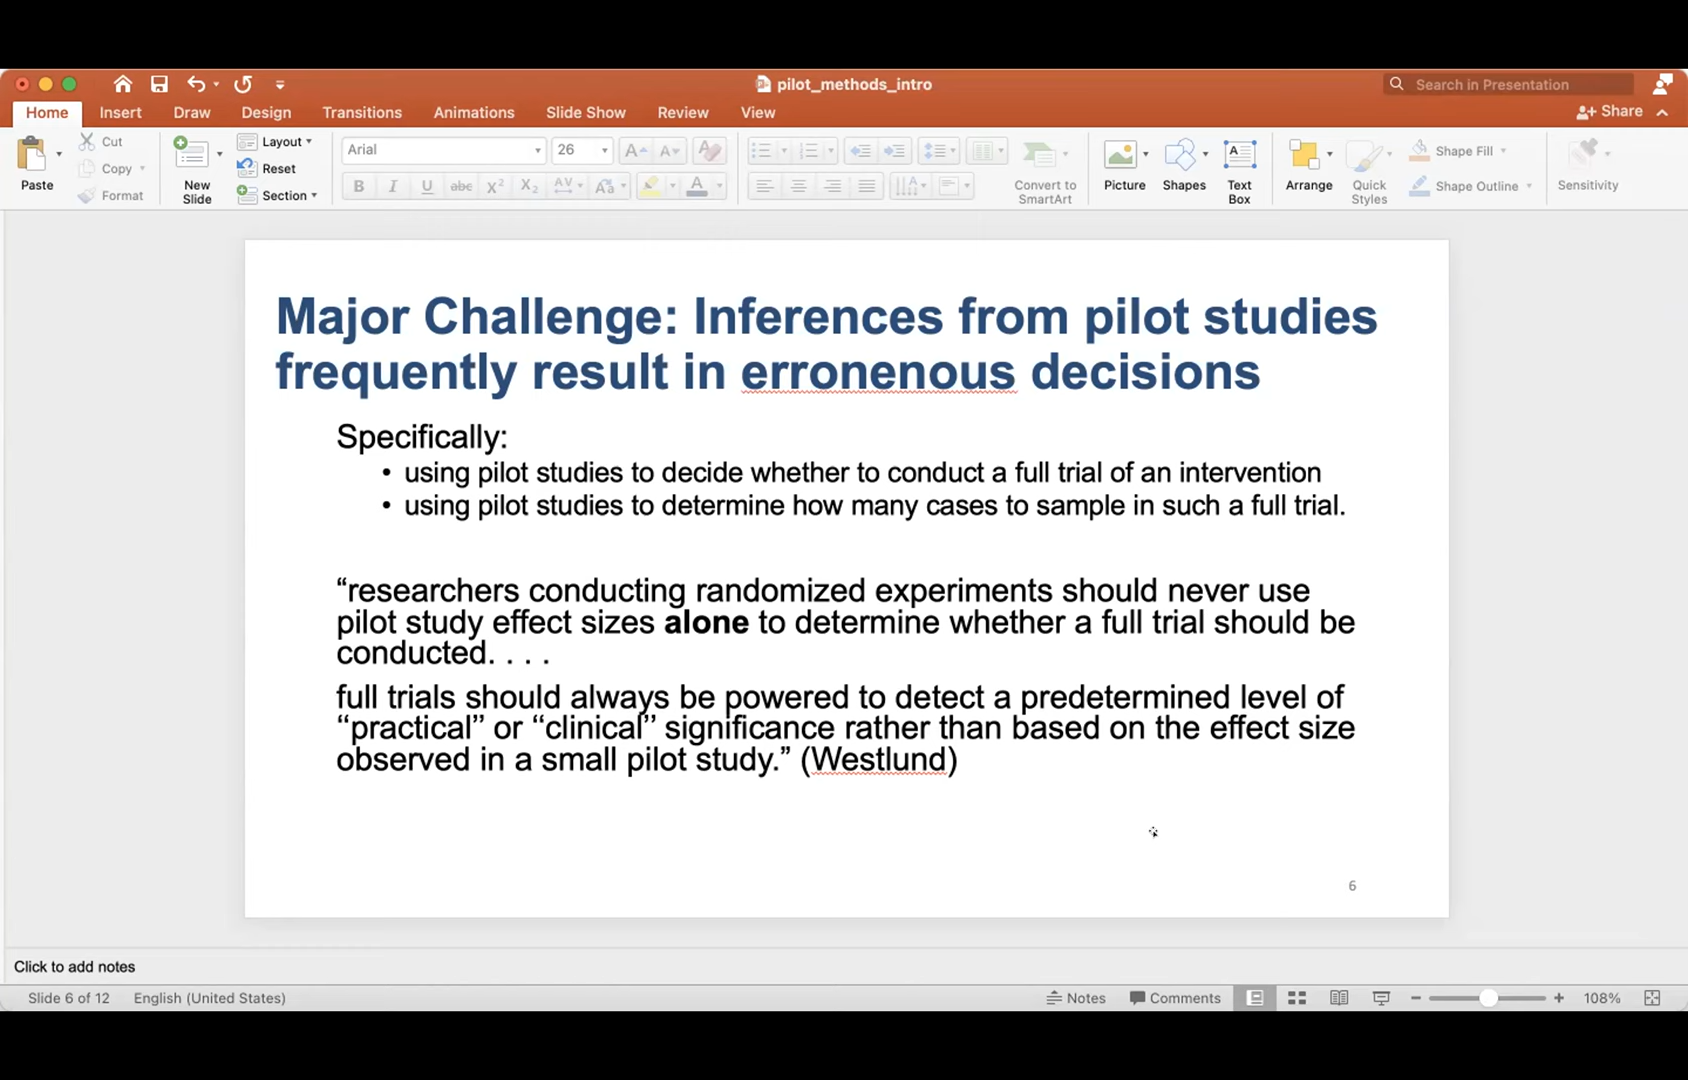 pilot_methods_intro
Search in Presentation
Home Insert Draw Design Transitions Animations Slide Show Review View
Share
Paste
Cut
Copy
Format
New
Slide
Layout
Reset
Section
Arial 26
Convert to
SmartArt
Picture
Shapes
Text
Box
Arrange
Quick
Styles
Shape Fill
Shape Outline
Sensitivity
Major Challenge: Inferences from pilot studies
frequently result in erronenous decisions
Specifically:
• using pilot studies to decide whether to conduct a full trial of an intervention
• using pilot studies to determine how many cases to sample in such a full trial.
“researchers conducting randomized experiments should never use
pilot study effect sizes alone to determine whether a full trial should be
conducted. . . .
full trials should always be powered to detect a predetermined level of
‘‘practical’’ or ‘‘clinical’’ significance rather than based on the effect size
observed in a small pilot study.” (Westlund)
6
Click to add notes
Slide 6 of 12 English (United States) Notes Comments 108%